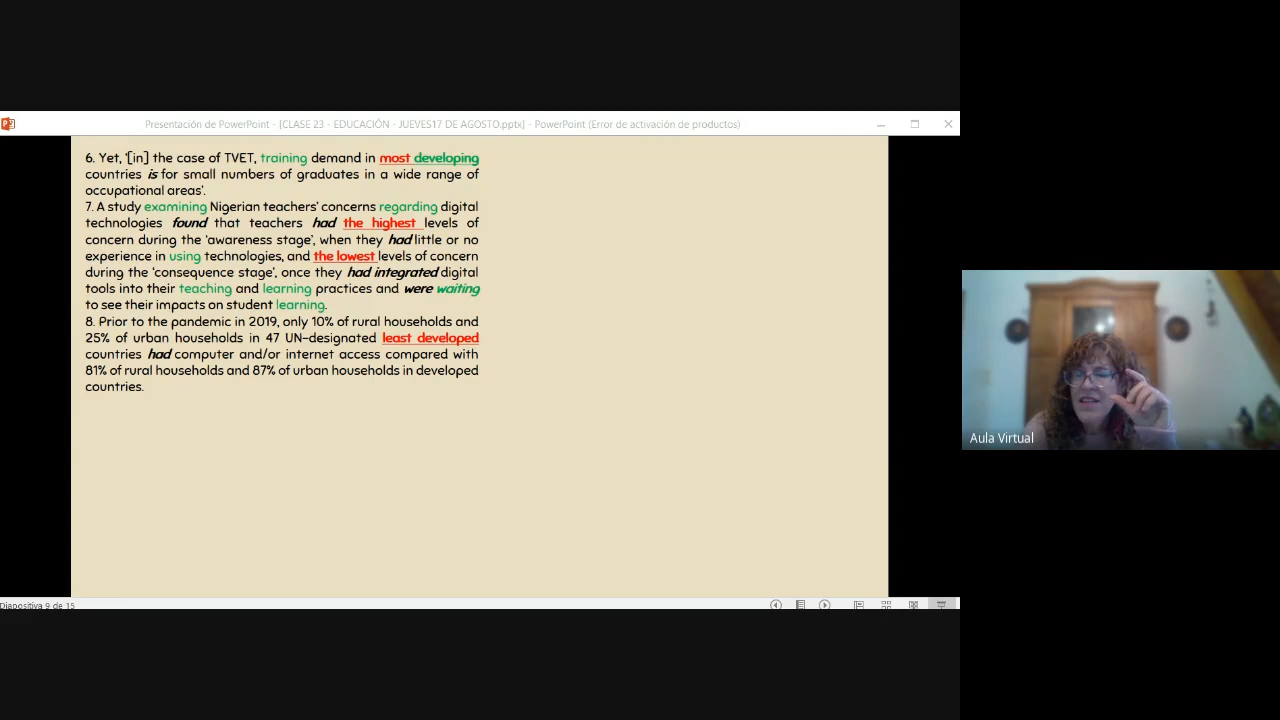 Presentación de PowerPoint - [CLASE 23 - EDUCACIÓN - JUEVES17 DE AGOSTO.pptx] - PowerPoint (Error de activación de productos)
6. Yet, '[in] the case of TVET, training demand in most developing
countries is for small numbers of graduates in a wide range of
occupational areas'.
7. A study examining Nigerian teachers' concerns regarding digital
technologies found that teachers had the highest levels of
concern during the 'awareness stage', when they had little or no
experience in using technologies, and the lowest levels of concern
during the 'consequence stage', once they had integrated digital
tools into their teaching and learning practices and were waiting
to see their impacts on student learning.
8. Prior to the pandemic in 2019, only 10% of rural households and
25% of urban households in 47 UN-designated least developed
countries had computer and/or internet access compared with
81% of rural households and 87% of urban households in developed
countries.
Aula Virtual
Diapositiva 9 de 15